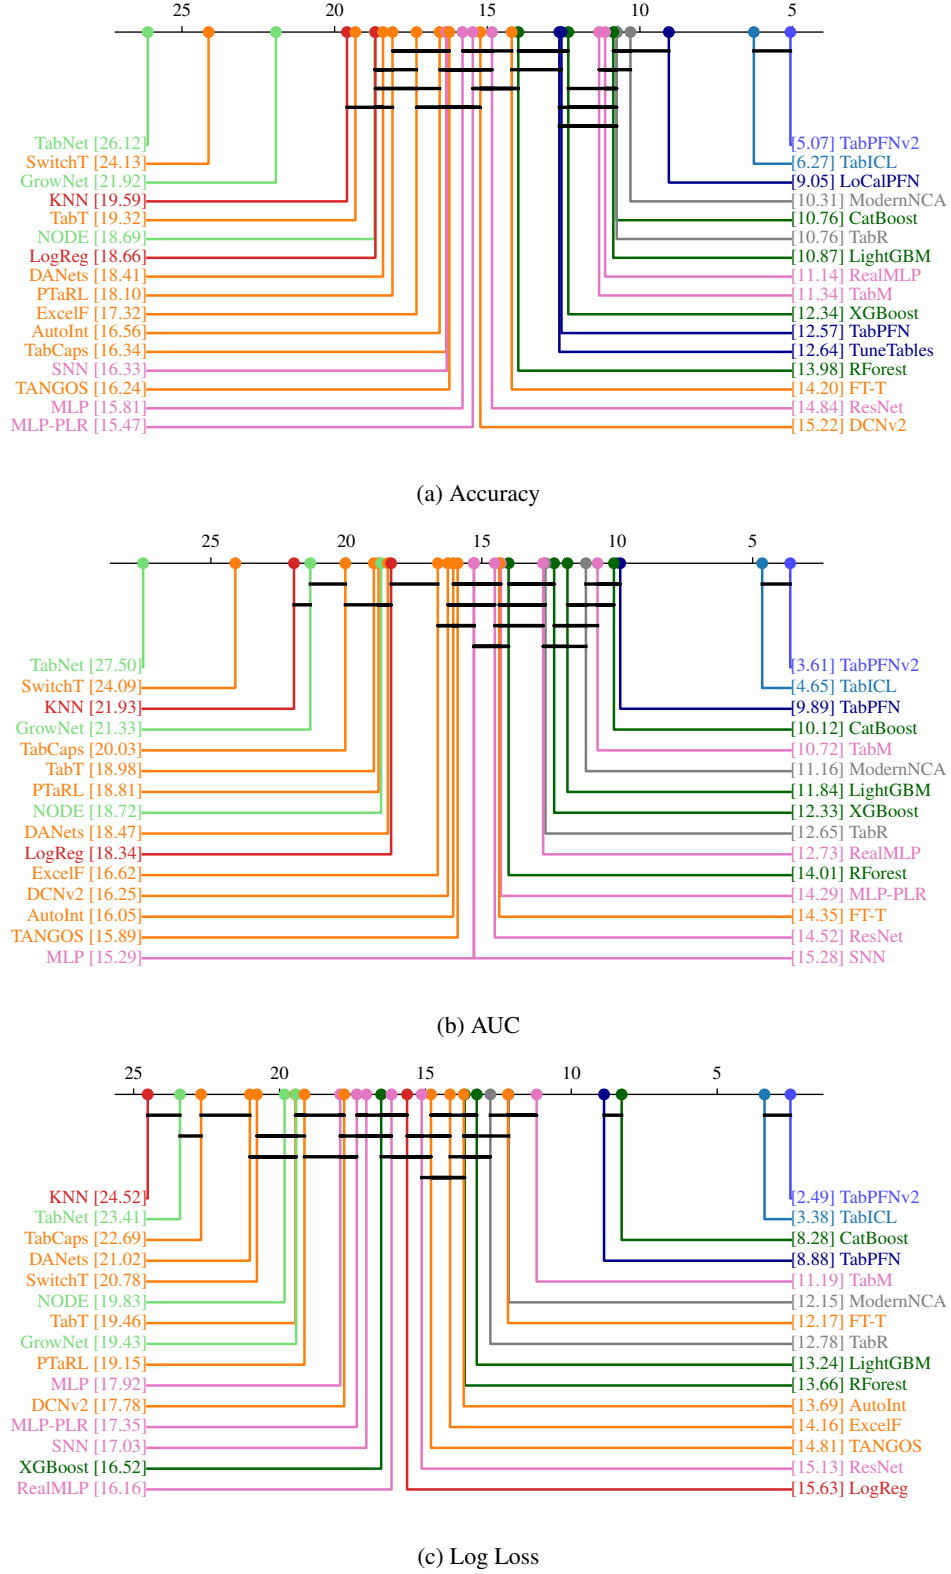 25 20 15 10 5
TabNet [26.12] [5.07] TabPFNv2
SwitchT [24.13] [6.27] TabICL
GrowNet [21.92] [9.05] LoCalPFN
KNN [19.59] [10.31] ModernNCA
TabT [19.32] [10.76] CatBoost
NODE [18.69] [10.76] TabR
LogReg [18.66] [10.87] LightGBM
DANets [18.41] [11.14] RealMLP
PTaRL [18.10] [11.34] TabM
ExcelF [17.32] [12.34] XGBoost
AutoInt [16.56] [12.57] TabPFN
TabCaps [16.34] [12.64] TuneTables
SNN [16.33] [13.98] RForest
TANGOS [16.24] [14.20] FT-T
MLP [15.81] [14.84] ResNet
MLP-PLR [15.47] [15.22] DCNv2
(a) Accuracy
25 20 15 10 5
TabNet [27.50] [3.61] TabPFNv2
SwitchT [24.09] [4.65] TabICL
KNN [21.93] [9.89] TabPFN
GrowNet [21.33] [10.12] CatBoost
TabCaps [20.03] [10.72] TabM
TabT [18.98] [11.16] ModernNCA
PTaRL [18.81] [11.84] LightGBM
NODE [18.72] [12.33] XGBoost
DANets [18.47] [12.65] TabR
LogReg [18.34] [12.73] RealMLP
ExcelF [16.62] [14.01] RForest
DCNv2 [16.25] [14.29] MLP-PLR
AutoInt [16.05] [14.35] FT-T
TANGOS [15.89] [14.52] ResNet
MLP [15.29] [15.28] SNN
(b) AUC
25 20 15 10 5
KNN [24.52] [2.49] TabPFNv2
TabNet [23.41] [3.38] TabICL
TabCaps [22.69] [8.28] CatBoost
DANets [21.02] [8.88] TabPFN
SwitchT [20.78] [11.19] TabM
NODE [19.83] [12.15] ModernNCA
TabT [19.46] [12.17] FT-T
GrowNet [19.43] [12.78] TabR
PTaRL [19.15] [13.24] LightGBM
MLP [17.92] [13.66] RForest
DCNv2 [17.78] [13.69] AutoInt
MLP-PLR [17.35] [14.16] ExcelF
SNN [17.03] [14.81] TANGOS
XGBoost [16.52] [15.13] ResNet
RealMLP [16.16] [15.63] LogReg
(c) Log Loss